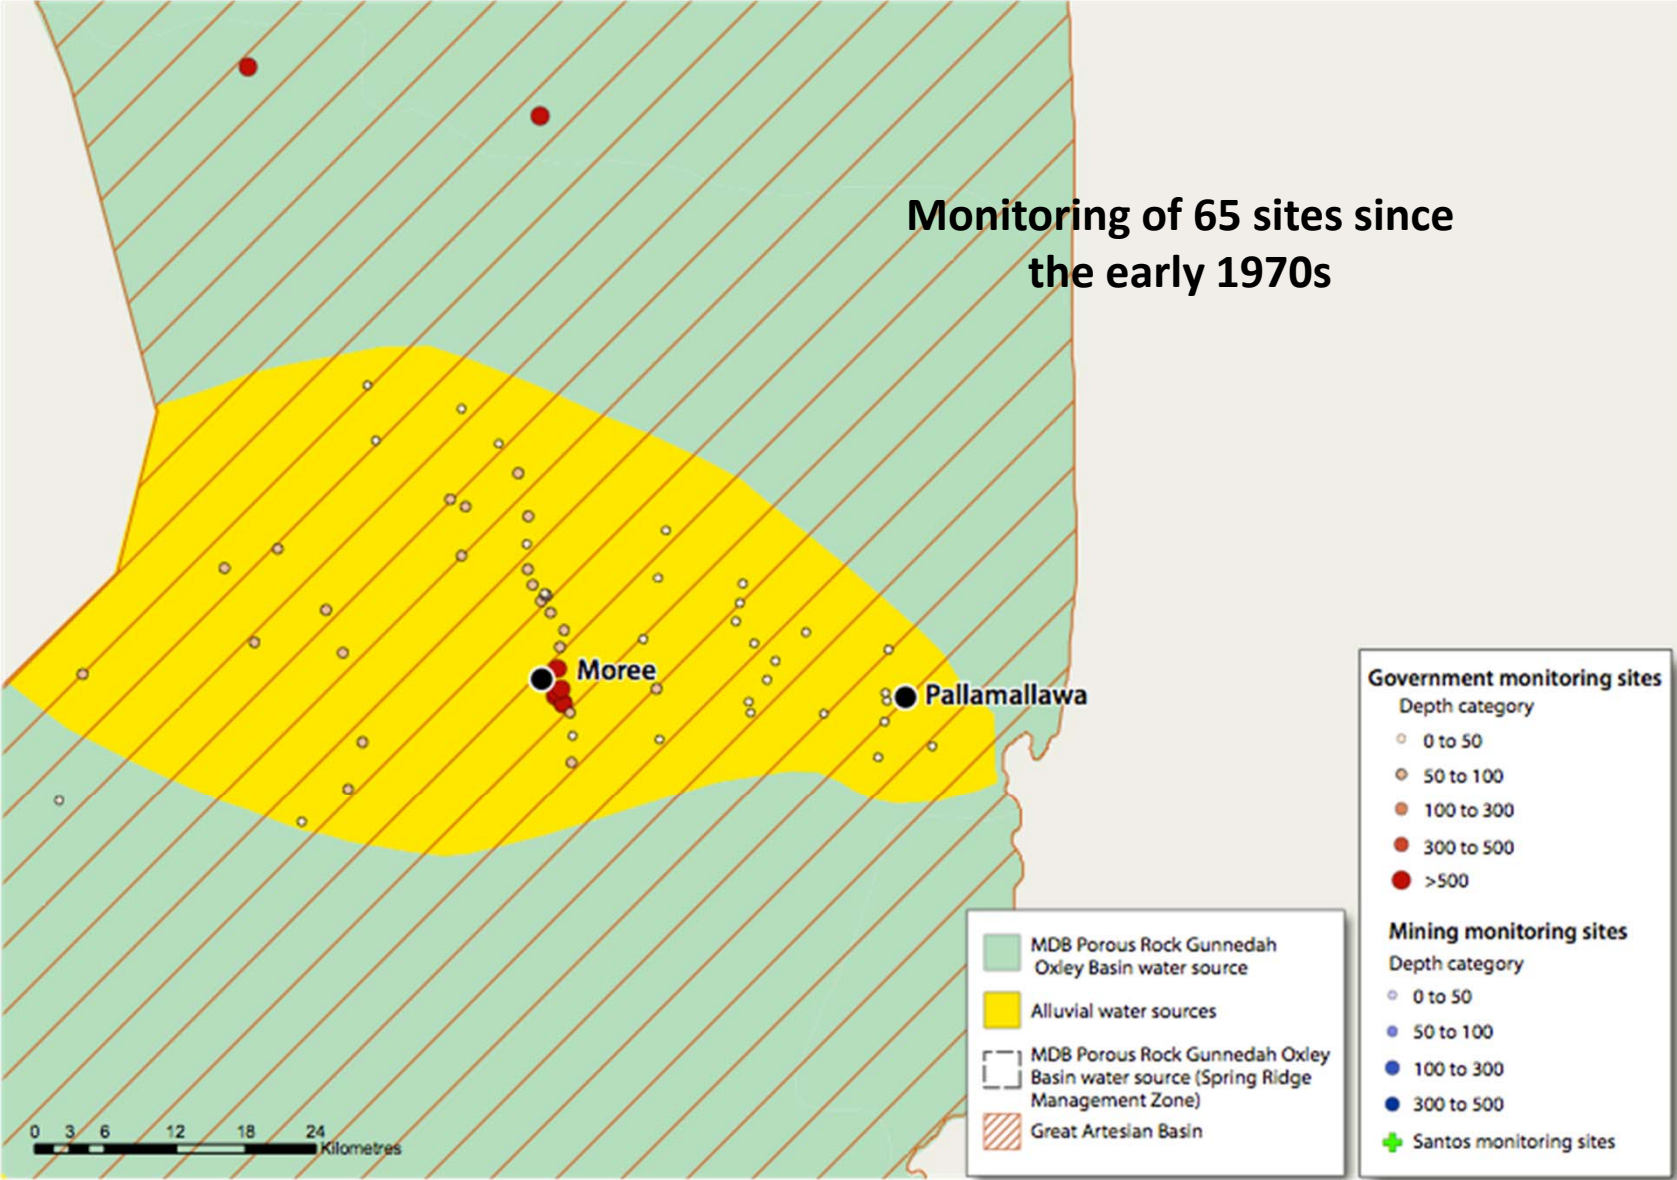 Monitoring of 65 sites since
the early 1970s
Moree
Pallamallawa
Government monitoring sites
Depth category
0 to 50
50 to 100
100 to 300
300 to 500
>500
Mining monitoring sites
Depth category
0 to 50
50 to 100
100 to 300
300 to 500
Santos monitoring sites
MDB Porous Rock Gunnedah
Oxley Basin water source
Alluvial water sources
MDB Porous Rock Gunnedah Oxley
Basin water source (Spring Ridge
Management Zone)
Great Artesian Basin
0 3 6 12 18 24
Kilometres